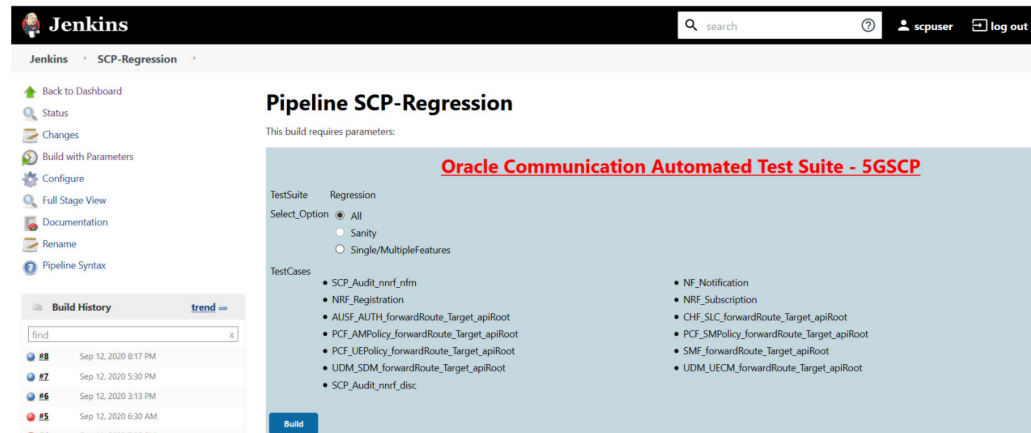 Jenkins
search
scpuser
log out
Jenkins
SCP-Regression
Back to Dashboard
Status
Changes
Build with Parameters
Configure
Full Stage View
Documentation
Rename
Pipeline Syntax
Build History
trend
find
x
#8 Sep 12, 2020 8:17 PM
#7 Sep 12, 2020 5:30 PM
#6 Sep 12, 2020 3:13 PM
#5 Sep 12, 2020 6:30 AM
Pipeline SCP-Regression
This build requires parameters:
Oracle Communication Automated Test Suite - 5GSCP
TestSuite Regression
Select_Option All
Sanity
Single/MultipleFeatures
TestCases
SCP_Audit_nnrf_nfm
NF_Notification
NRF_Registration
NRF_Subscription
AUSF_AUTH_forwardRoute_Target_apiRoot
CHF_SLC_forwardRoute_Target_apiRoot
PCF_AMPolicy_forwardRoute_Target_apiRoot
PCF_SMPolicy_forwardRoute_Target_apiRoot
PCF_UEPolicy_forwardRoute_Target_apiRoot
SMF_forwardRoute_Target_apiRoot
UDM_SDM_forwardRoute_Target_apiRoot
UDM_UECM_forwardRoute_Target_apiRoot
SCP_Audit_nnrf_disc
Build